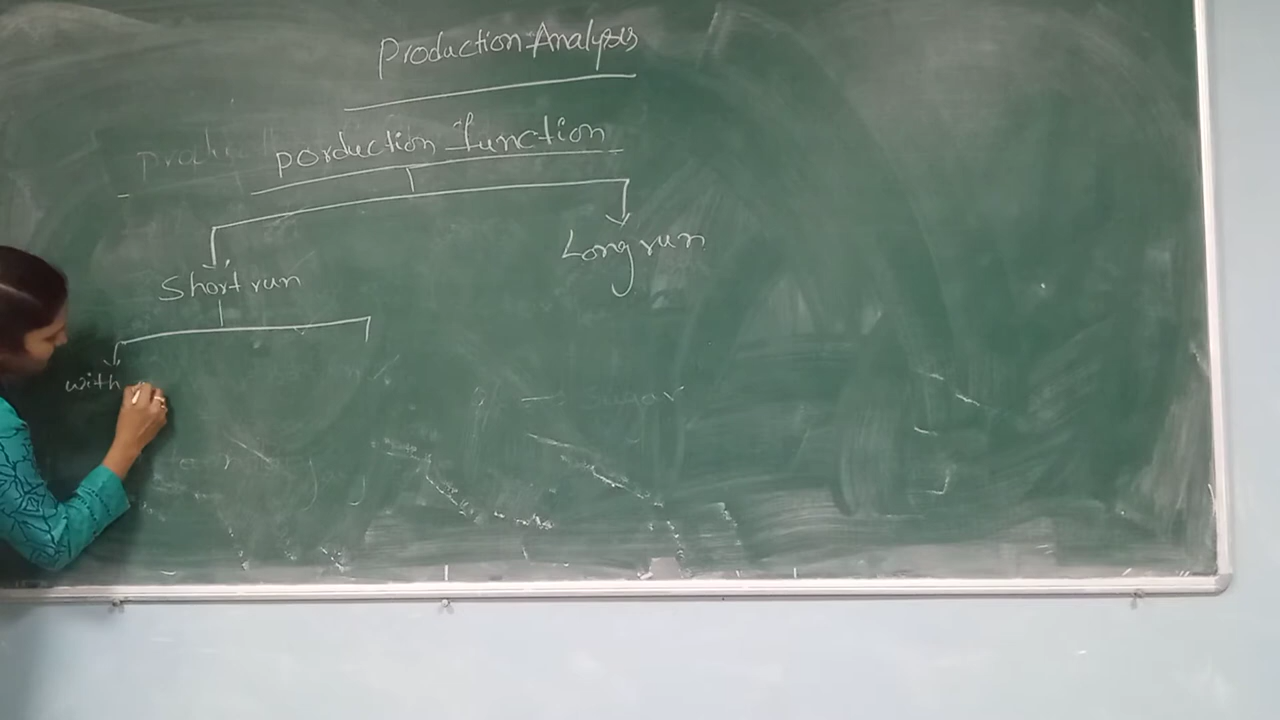 Production Analysis
porduction function
Long run
Short run
with